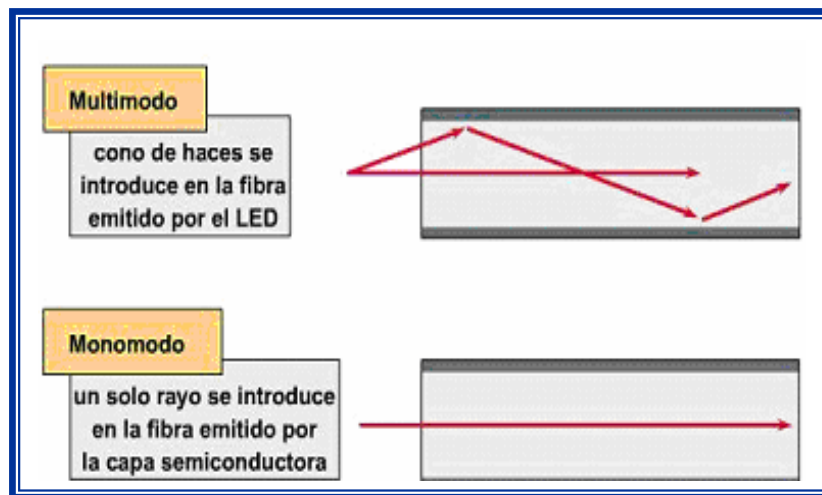 Multimodo
cono de haces se
introduce en la fibra
emitido por el LED
Monomodo
un solo rayo se introduce
en la fibra emitido por
la capa semiconductora